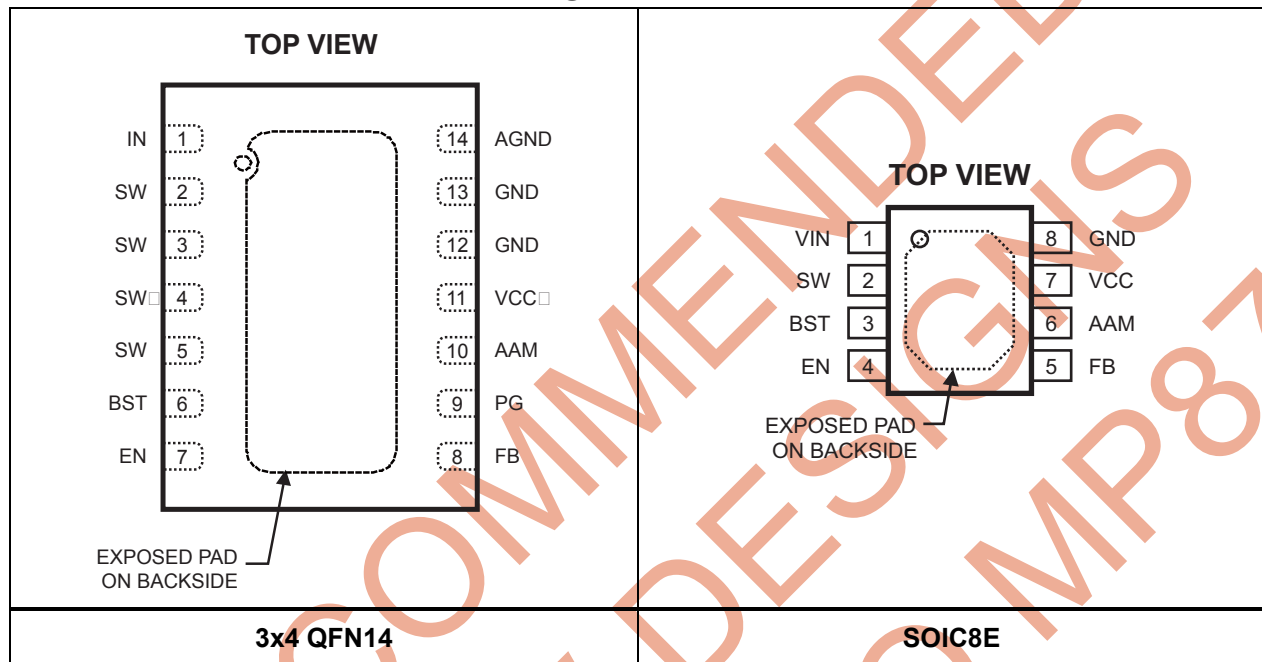 TOP VIEW
IN 1 14 AGND
SW 2 13 GND
SW 3 12 GND
SW□ 4 11 VCC□
SW 5 10 AAM
BST 6 9 PG
EN 7 8 FB
EXPOSED PAD
ON BACKSIDE
3x4 QFN14
TOP VIEW
VIN 1 8 GND
SW 2 7 VCC
BST 3 6 AAM
EN 4 5 FB
EXPOSED PAD
ON BACKSIDE
SOIC8E
COMMENDED
DESIGNS
MP87